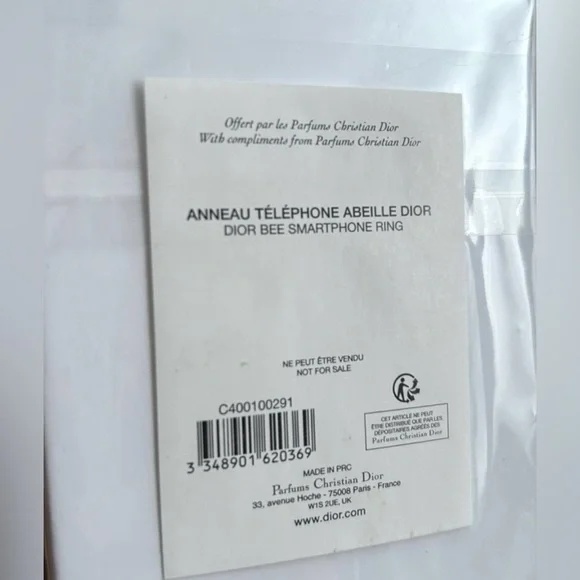 Offert par les Parfums Christian Dior
With compliments from Parfums Christian Dior
ANNEAU TÉLÉPHONE ABEILLE DIOR
DIOR BEE SMARTPHONE RING
NE PEUT ÊTRE VENDU
NOT FOR SALE
C400100291
3 348901 620369
CET ARTICLE NE PEUT
ÊTRE DISTRIBUÉ QUE PAR LES
DÉPOSITAIRES AGRÉÉS DES
Parfums Christian Dior
MADE IN PRC
Parfums Christian Dior
33, avenue Hoche - 75008 Paris - France
W1S 2UE, UK
www.dior.com